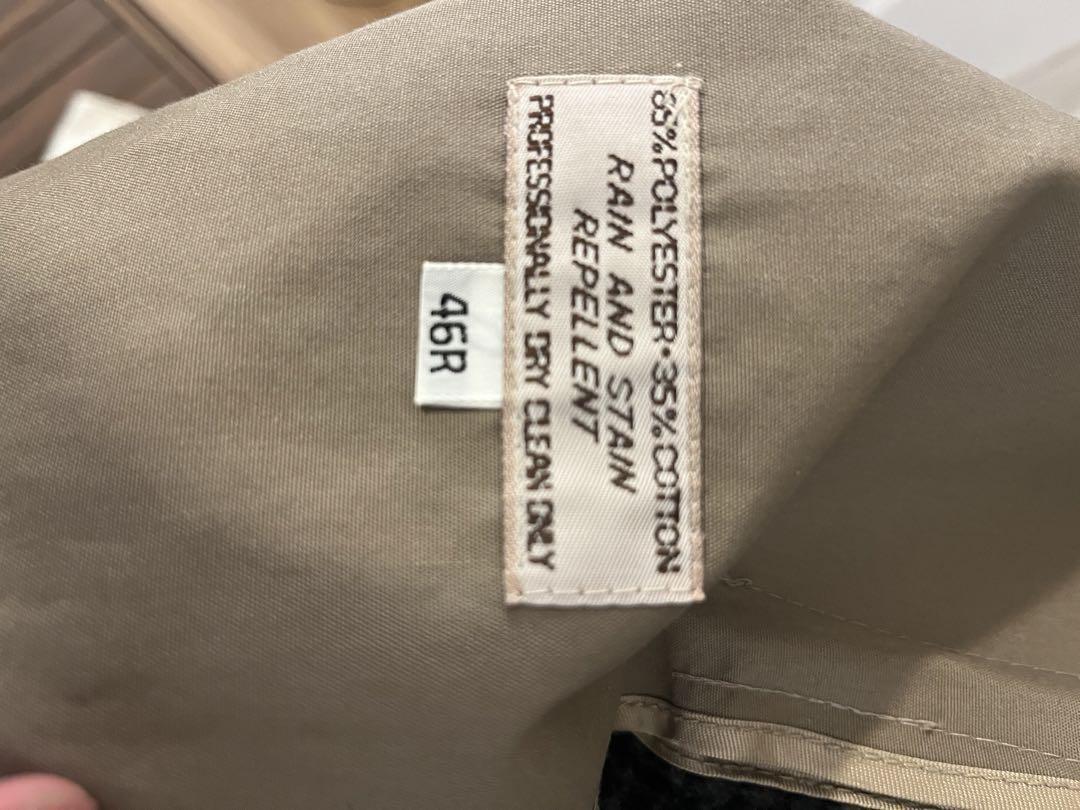 65% POLYESTER • 35% COTTON
RAIN AND STAIN
REPELLENT
PROFESSIONALLY DRY CLEAN ONLY
46R